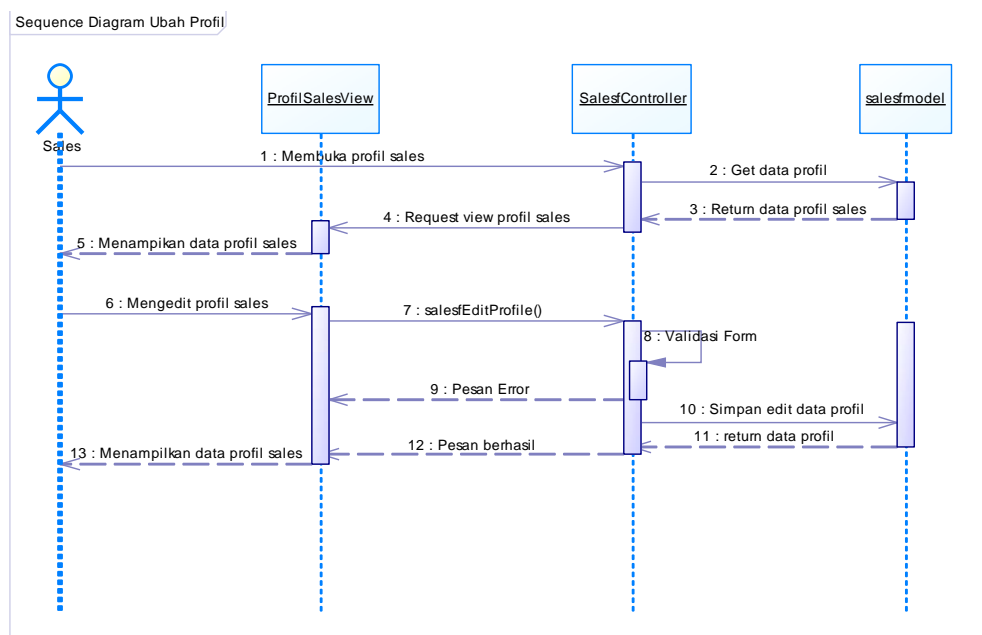 Sequence Diagram Ubah Profil
Sales
ProfilSalesView
SalesfController
salesfmodel
1 : Membuka profil sales
2 : Get data profil
3 : Return data profil sales
4 : Request view profil sales
5 : Menampikan data profil sales
6 : Mengedit profil sales
7 : salesfEditProfile()
8 : Validasi Form
9 : Pesan Error
10 : Simpan edit data profil
11 : return data profil
12 : Pesan berhasil
13 : Menampilkan data profil sales